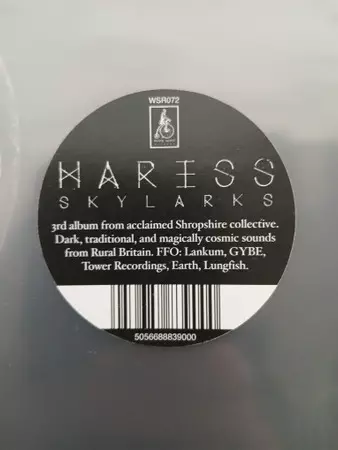 WSR072
HARISS
SKYLARKS
3rd album from acclaimed Shropshire collective.
Dark, traditional, and magically cosmic sounds
from Rural Britain. FFO: Lankum, GYBE,
Tower Recordings, Earth, Lungfish.
5056688839000